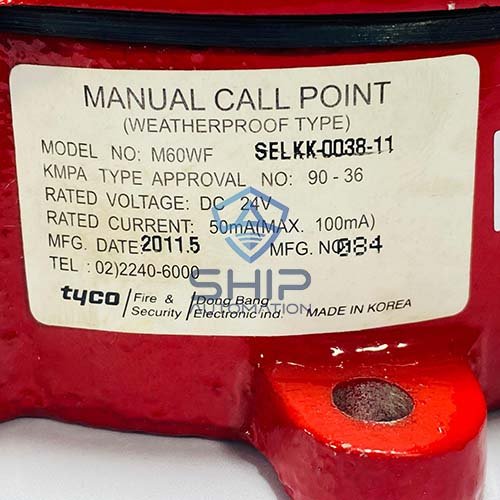 MANUAL CALL POINT
(WEATHERPROOF TYPE)
MODEL NO: M60WF SELKK-0038-11
KMPA TYPE APPROVAL NO: 90-36
RATED VOLTAGE: DC 24V
RATED CURRENT: 50mA(MAX. 100mA)
MFG. DATE: 2011.5 MFG. NO: 084
TEL : 02)2240-6000
SHIP
AUTOMATION
tyco Fire & Security Dong Bang Electronic ind. MADE IN KOREA